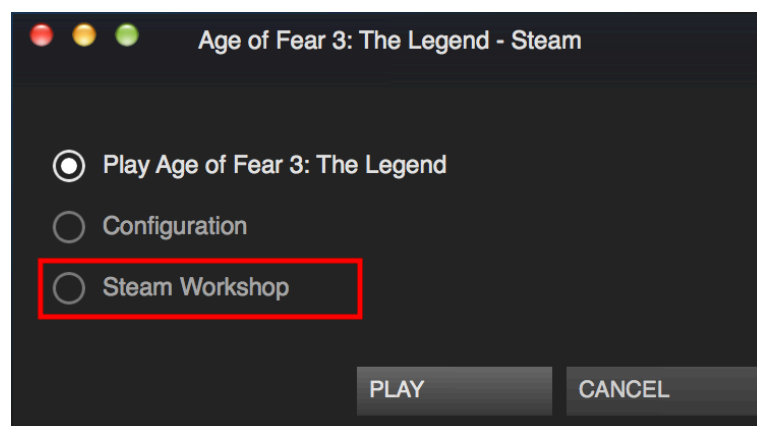 Age of Fear 3: The Legend - Steam
Play Age of Fear 3: The Legend
Configuration
Steam Workshop
PLAY CANCEL